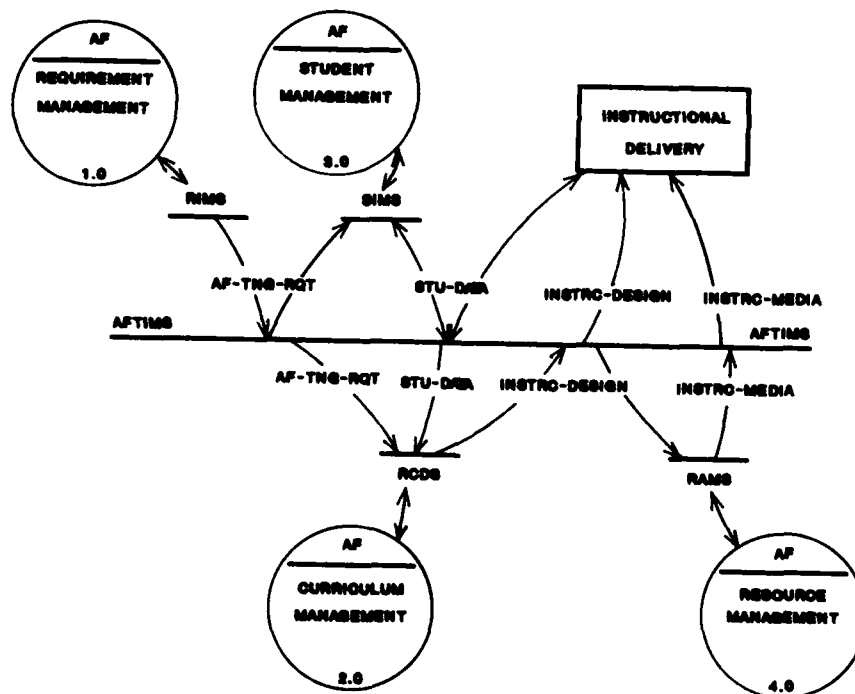 AF
REQUIREMENT
MANAGEMENT
1.0
AF
STUDENT
MANAGEMENT
3.0
INSTRUCTIONAL
DELIVERY
RIMS
SIMS
AF-TNG-RQT
STU-DATA
INSTRC-DESIGN
INSTRC-MEDIA
AFTIMS
AFTIMS
AF-TNG-RQT
STU-DATA
INSTRC-DESIGN
INSTRC-MEDIA
RCDS
RAMS
AF
CURRICULUM
MANAGEMENT
2.0
AF
RESOURCE
MANAGEMENT
4.0